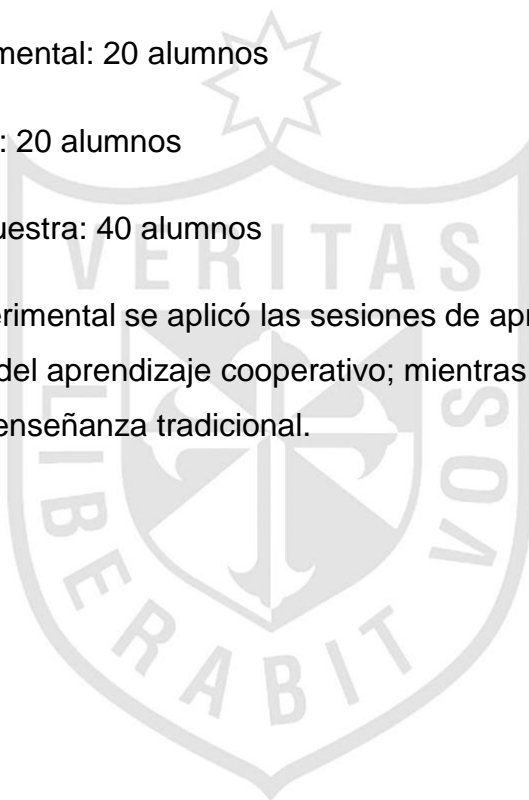 mental: 20 alumnos
: 20 alumnos
uestra: 40 alumnos
erimental se aplicó las sesiones de apr
del aprendizaje cooperativo; mientras
enseñanza tradicional.
VERITAS
LIBERABIT VOS